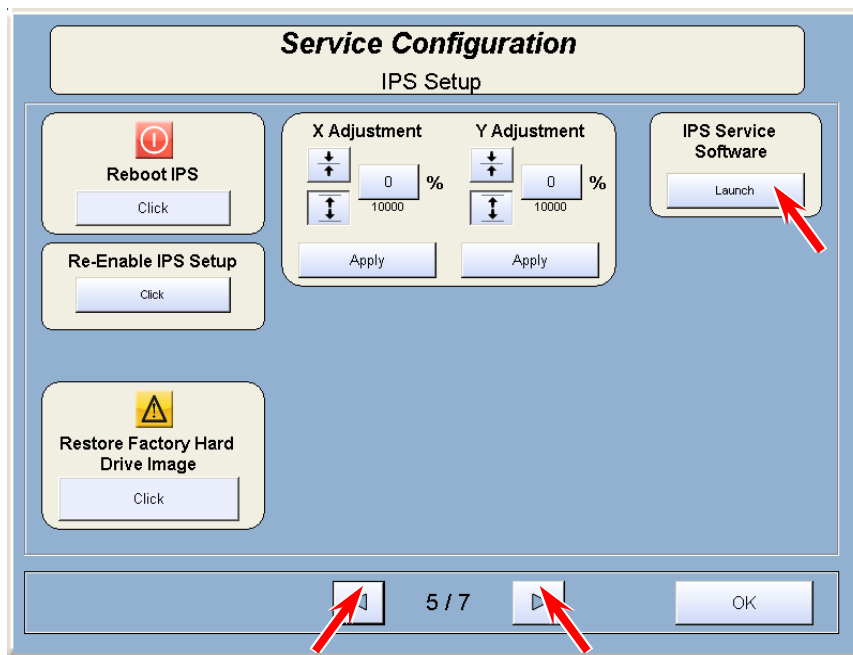 Service Configuration
IPS Setup
Reboot IPS
Click
Re-Enable IPS Setup
Click
Restore Factory Hard
Drive Image
Click
X Adjustment
0 %
10000
Apply
Y Adjustment
0 %
10000
Apply
IPS Service
Software
Launch
5 / 7
OK